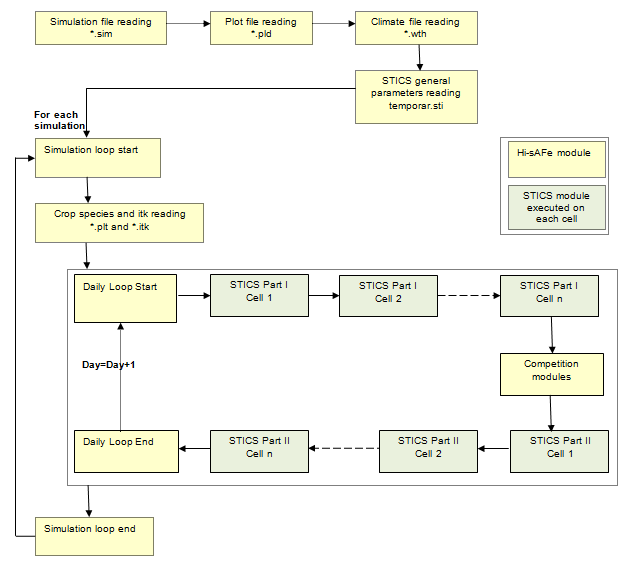 Simulation file reading
*.sim
Plot file reading
*.pld
Climate file reading
*.wth
STICS general
parameters reading
temporar.sti
For each
simulation
Simulation loop start
Hi-sAFe module
STICS module
executed on
each cell
Crop species and itk reading
*.plt and *.itk
Daily Loop Start
STICS Part I
Cell 1
STICS Part I
Cell 2
STICS Part I
Cell n
Day=Day+1
Competition
modules
Daily Loop End
STICS Part II
Cell n
STICS Part II
Cell 2
STICS Part II
Cell 1
Simulation loop end